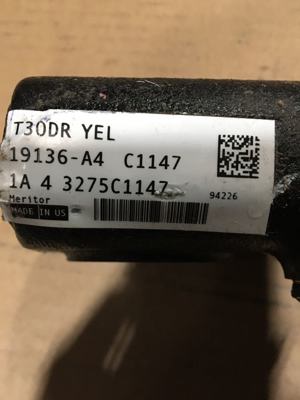 T30DR YEL
19136-A4 C1147
1A 4 3275C1147
Meritor
MADE IN US
94226